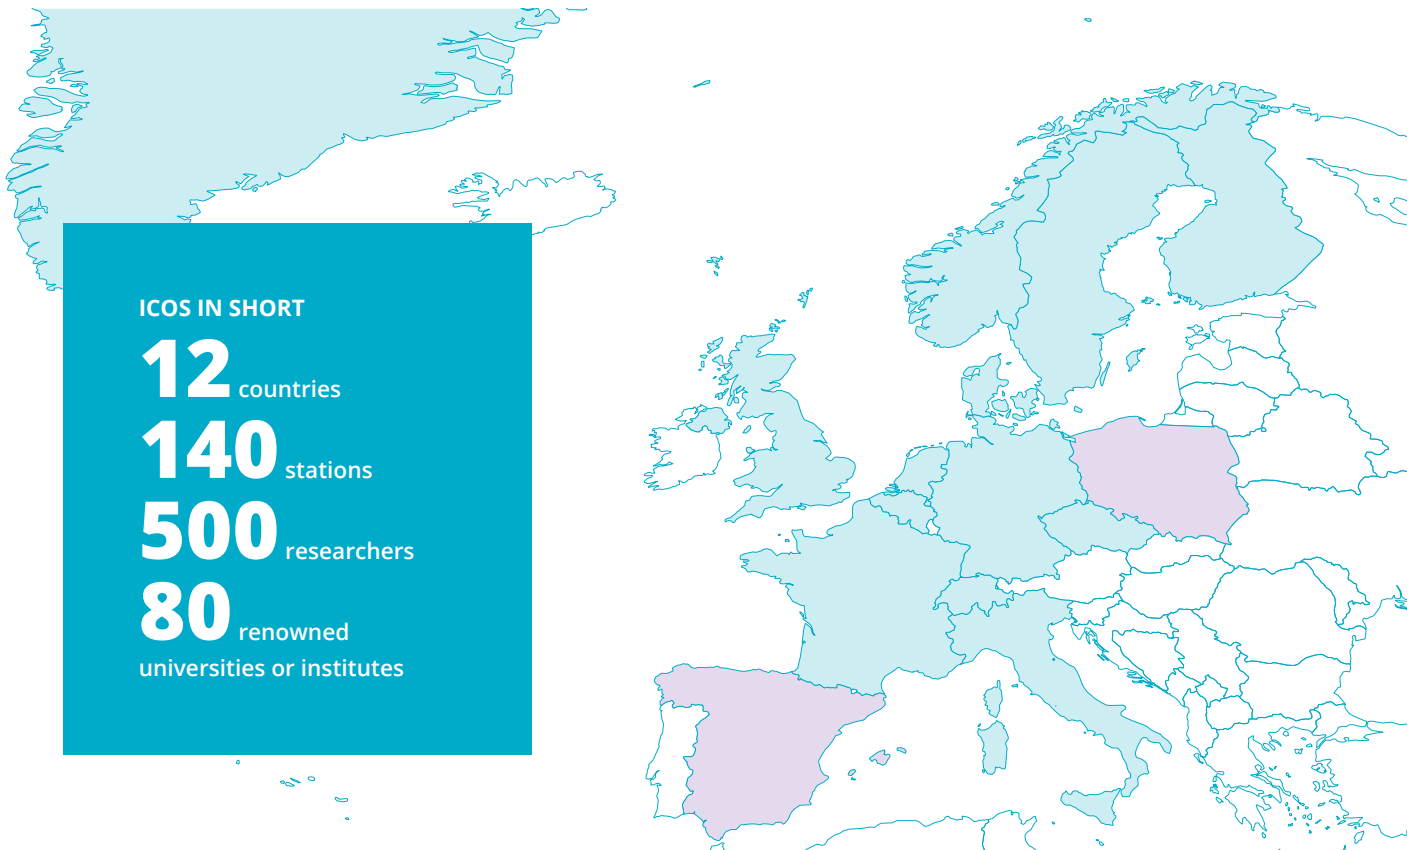 ICOS IN SHORT
12 countries
140 stations
500 researchers
80 renowned
universities or institutes